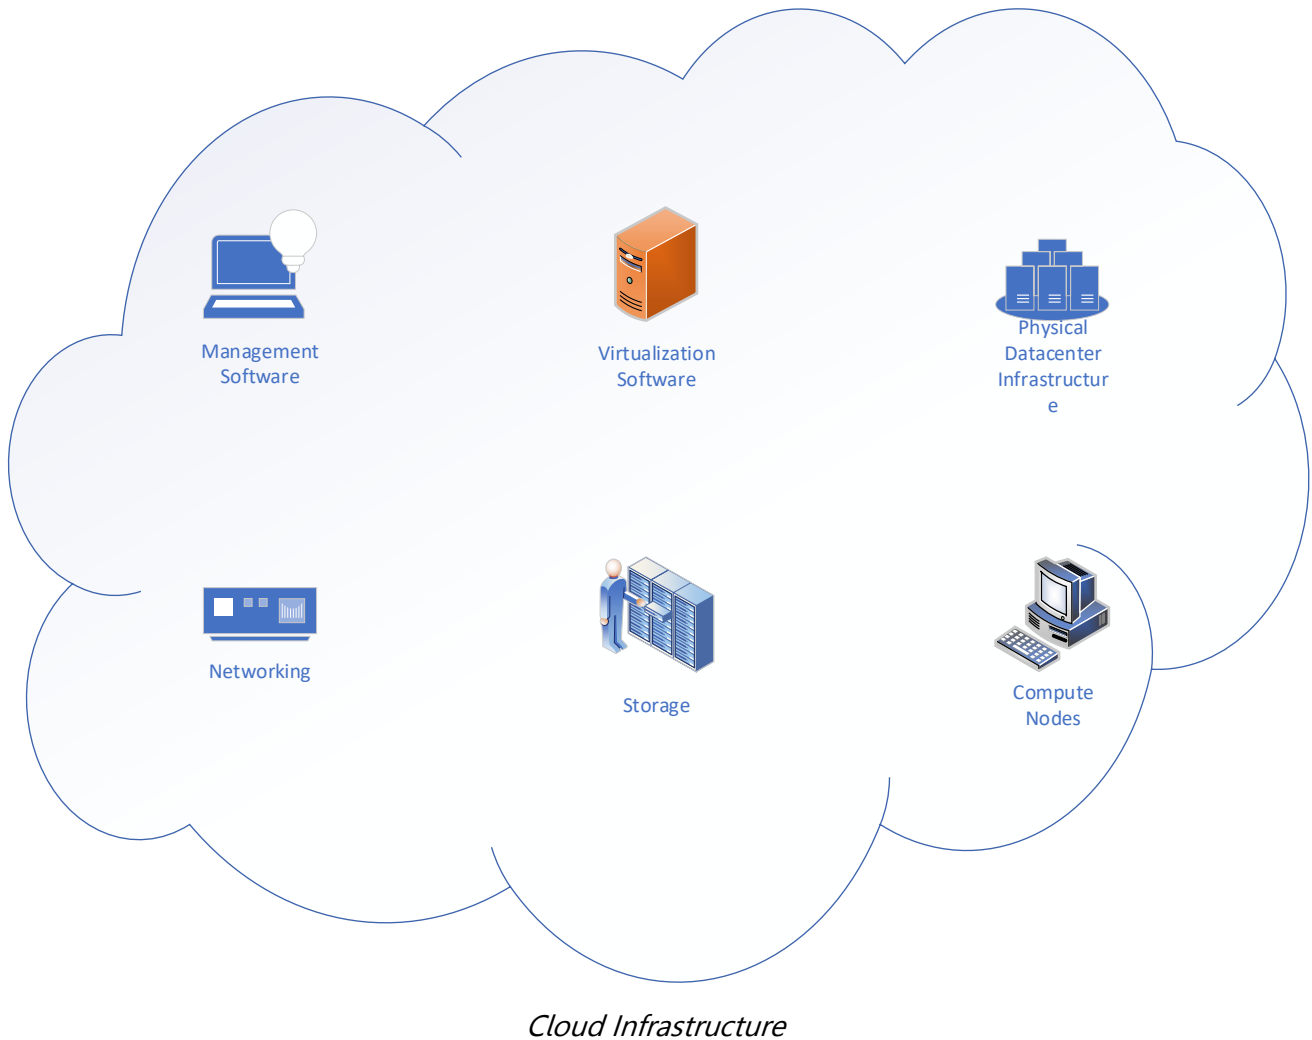 Management
Software
Virtualization
Software
Physical
Datacenter
Infrastructur
e
Networking
Storage
Compute
Nodes
Cloud Infrastructure